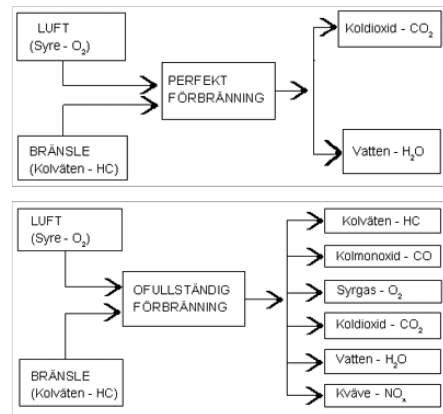 LUFT
(Syre - O₂)
PERFEKT
FÖRBRÄNNING
BRÄNSLE
(Kolväten - HC)
Koldioxid - CO₂
Vatten - H₂O
LUFT
(Syre - O₂)
OFULLSTÄNDIG
FÖRBRÄNNING
BRÄNSLE
(Kolväten - HC)
Kolväten - HC
Kolmonoxid - CO
Syrgas - O₂
Koldioxid - CO₂
Vatten - H₂O
Kväve - NOₓ